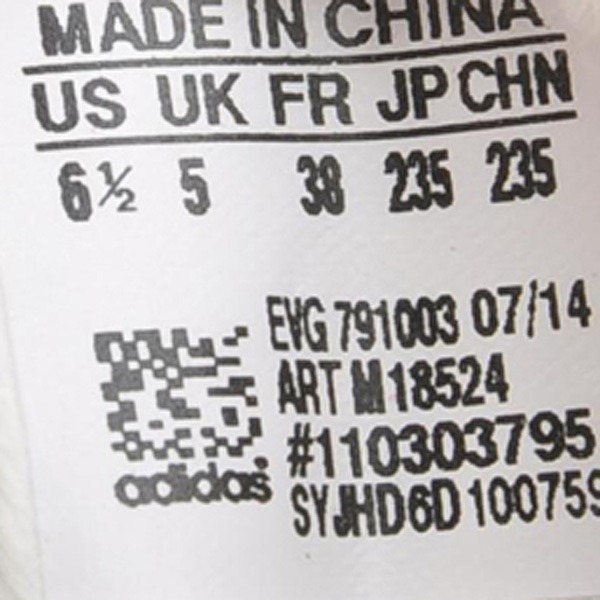 MADE IN CHINA
US UK FR JP CHN
6½ 5 38 235 235
EVG 791003 07/14
ART M18524
#110303795
adidas